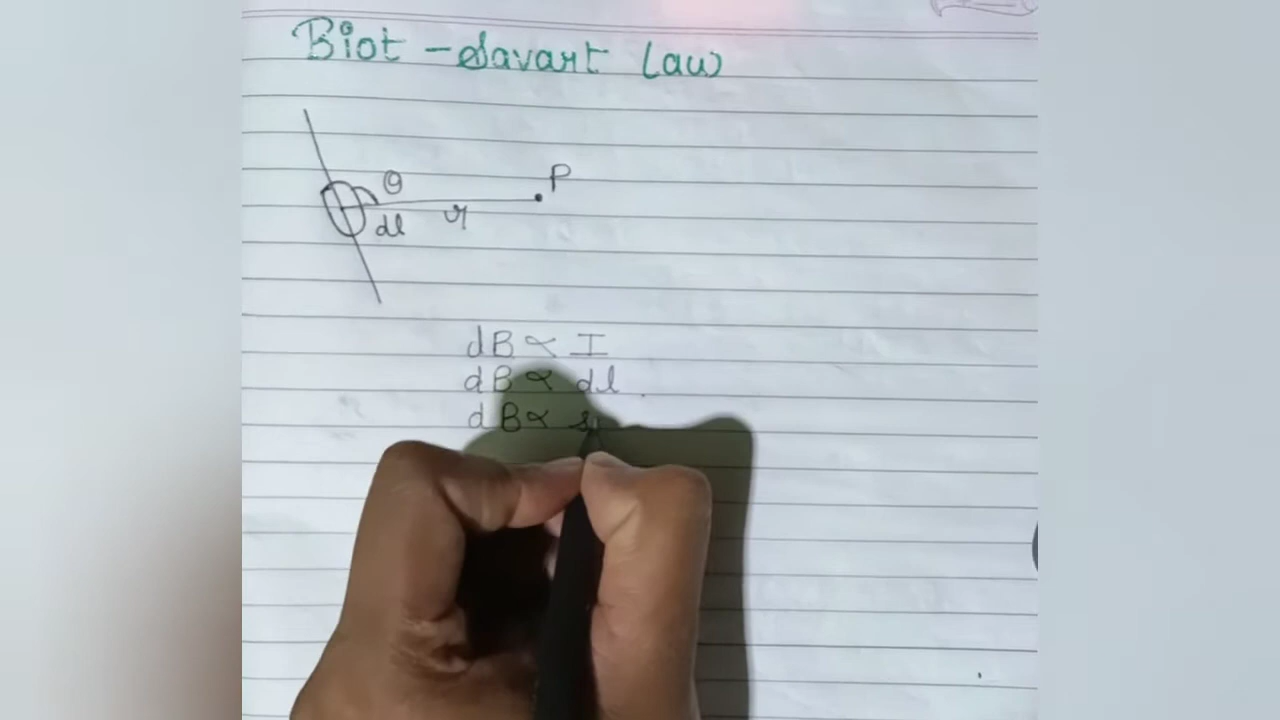 Biot - Savart Law
P
θ
dl r
dB ∝ I
dB ∝ dl
dB ∝ s